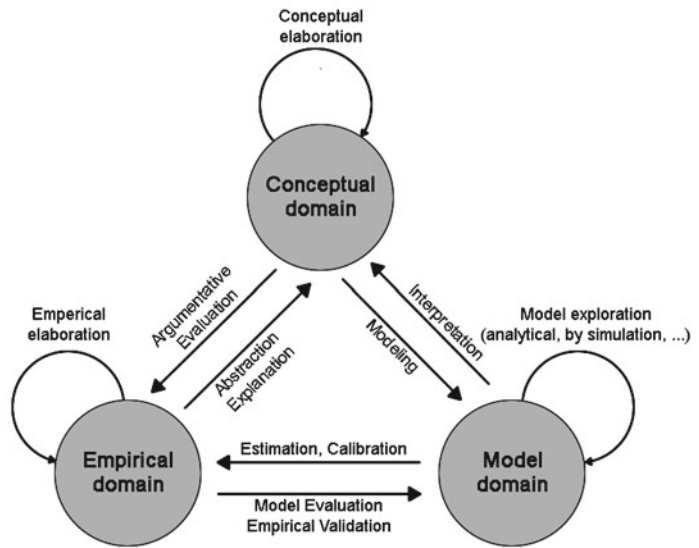 Conceptual
elaboration
Conceptual
domain
Argumentative
Evaluation
Abstraction
Explanation
Interpretation
Modeling
Emperical
elaboration
Model exploration
(analytical, by simulation, ...)
Empirical
domain
Estimation, Calibration
Model Evaluation
Empirical Validation
Model
domain